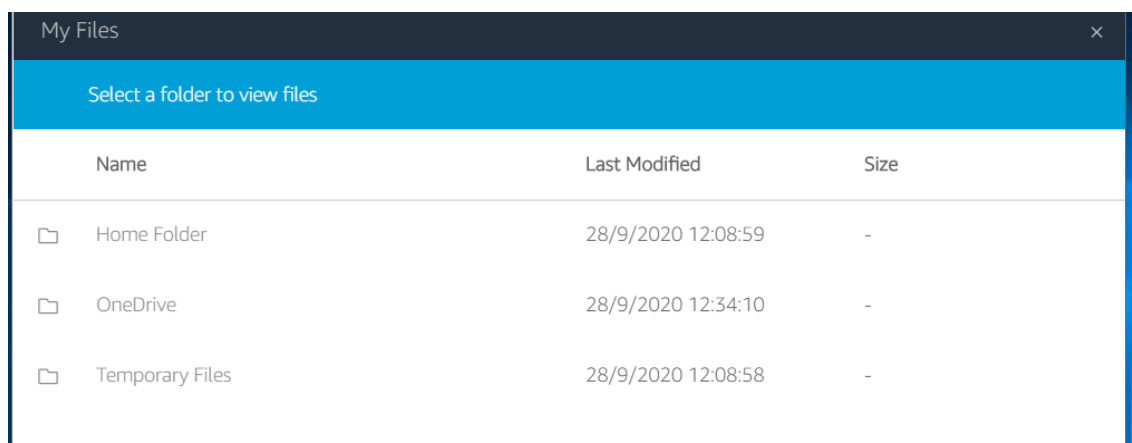 My Files
Select a folder to view files
Name Last Modified Size
Home Folder 28/9/2020 12:08:59 -
OneDrive 28/9/2020 12:34:10 -
Temporary Files 28/9/2020 12:08:58 -